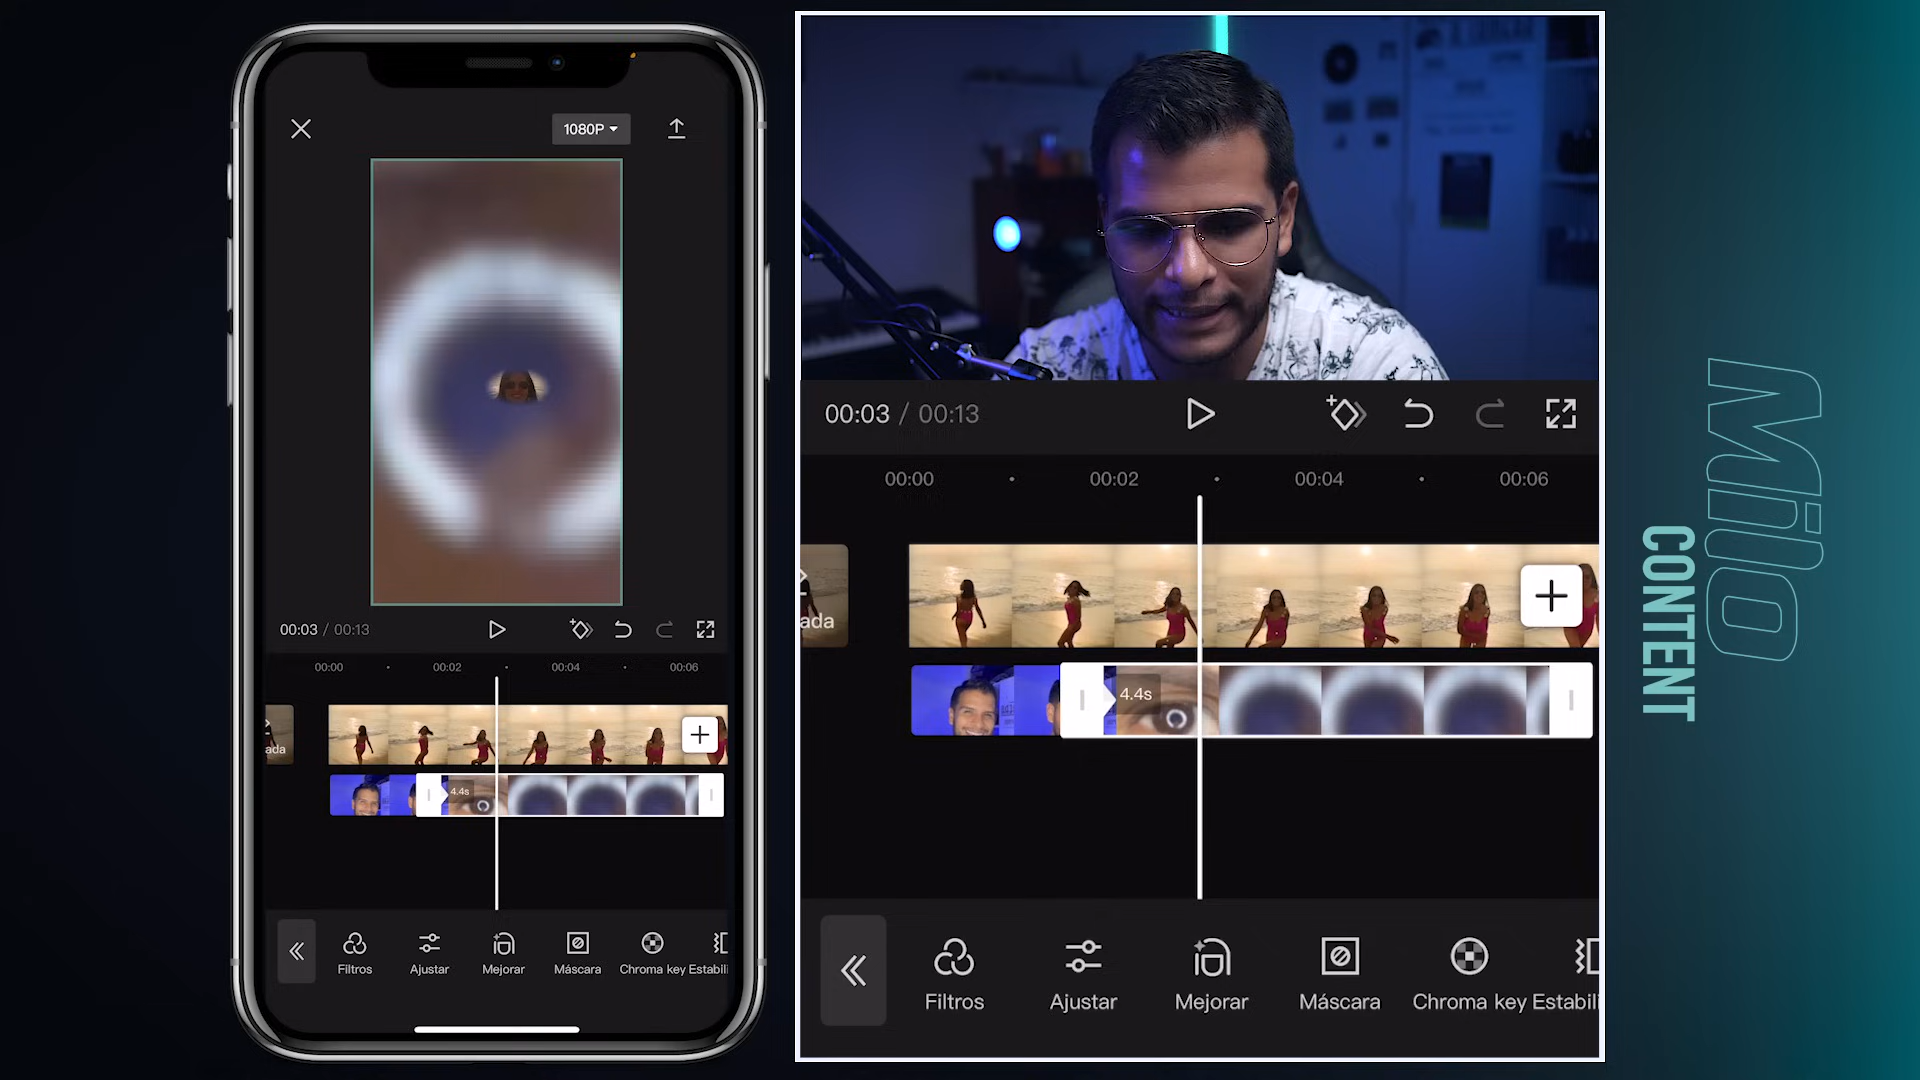 1080P
00:03 / 00:13
00:00
00:02
00:04
00:06
ada
4.4s
Filtros
Ajustar
Mejorar
Máscara
Chroma key
Estabili
00:03 / 00:13
00:00
00:02
00:04
00:06
ada
4.4s
Filtros
Ajustar
Mejorar
Máscara
Chroma key
Estabili
Milo
CONTENT